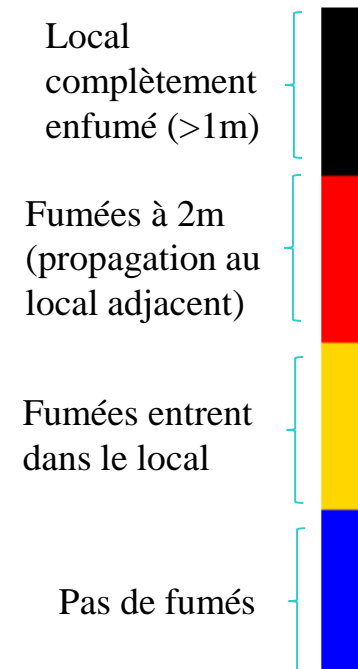 Local
complètement
enfumé (>1m)
Fumées à 2m
(propagation au
local adjacent)
Fumées entrent
dans le local
Pas de fumés